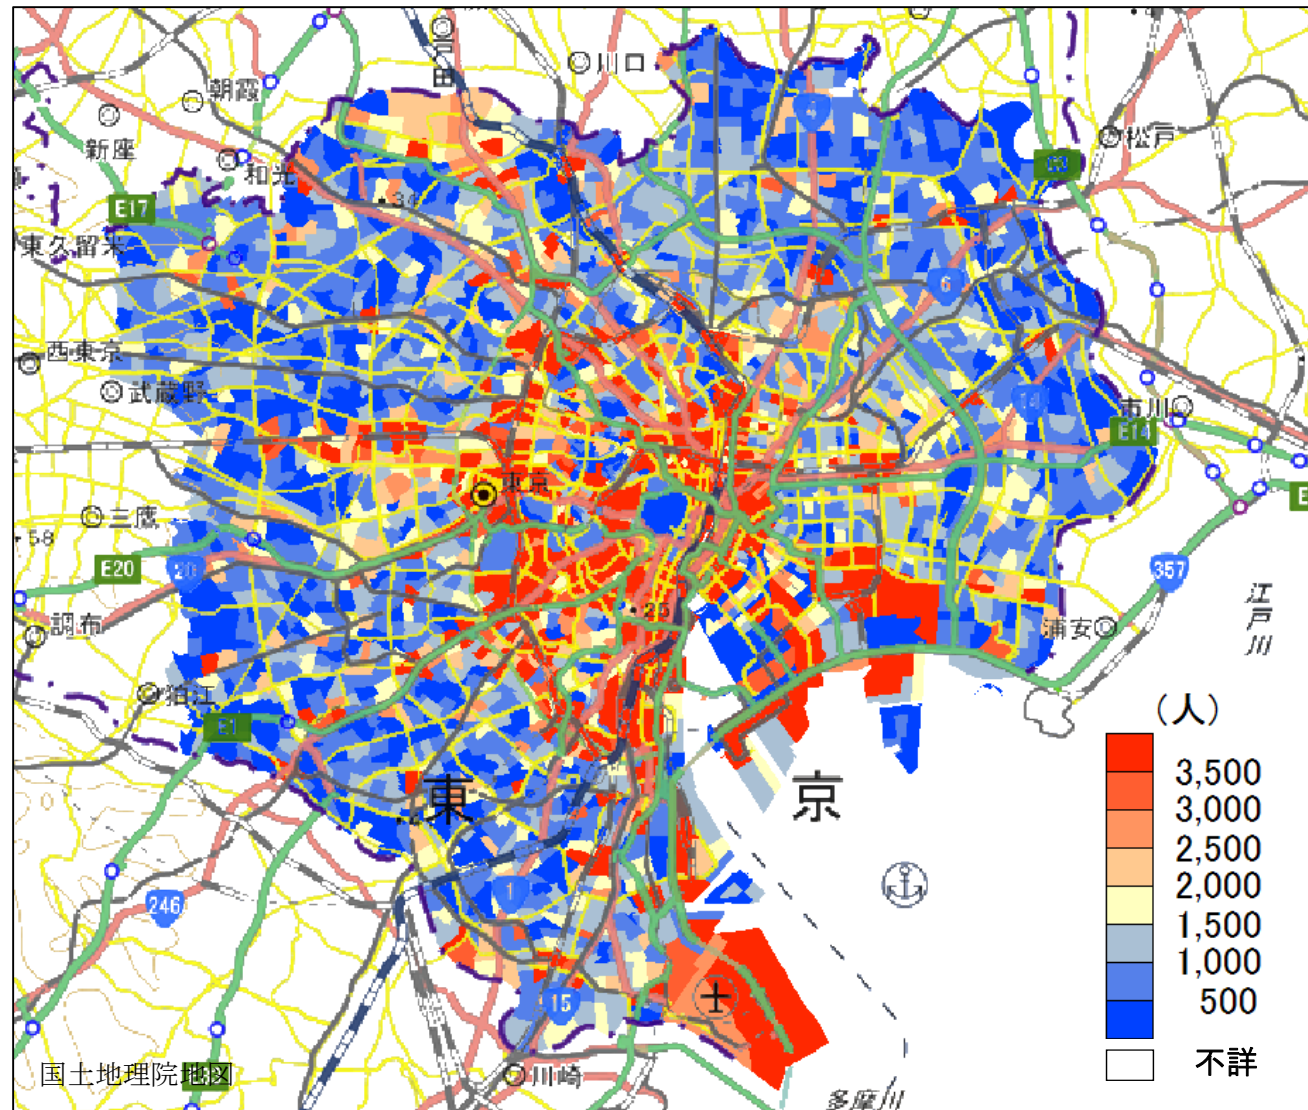 戸田
川口
朝霞
新座
和光
4
松戸
C3
34
E17
東久留米
6
西東京
武蔵野
14
市川
E14
東京
三鷹
58
E20
20
357
調布
25
江戸川
浦安
狛江
E1
(人)
3,500
3,000
2,500
2,000
1,500
1,000
500
不詳
東
京
246
1
15
国土地理院地図
川崎
多摩川